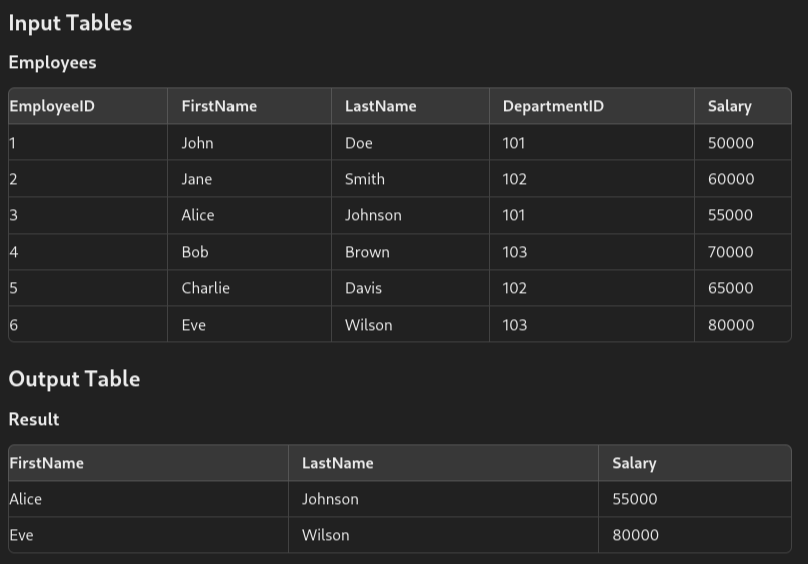 Input Tables
Employees
EmployeeID FirstName LastName DepartmentID Salary
1 John Doe 101 50000
2 Jane Smith 102 60000
3 Alice Johnson 101 55000
4 Bob Brown 103 70000
5 Charlie Davis 102 65000
6 Eve Wilson 103 80000
Output Table
Result
FirstName LastName Salary
Alice Johnson 55000
Eve Wilson 80000